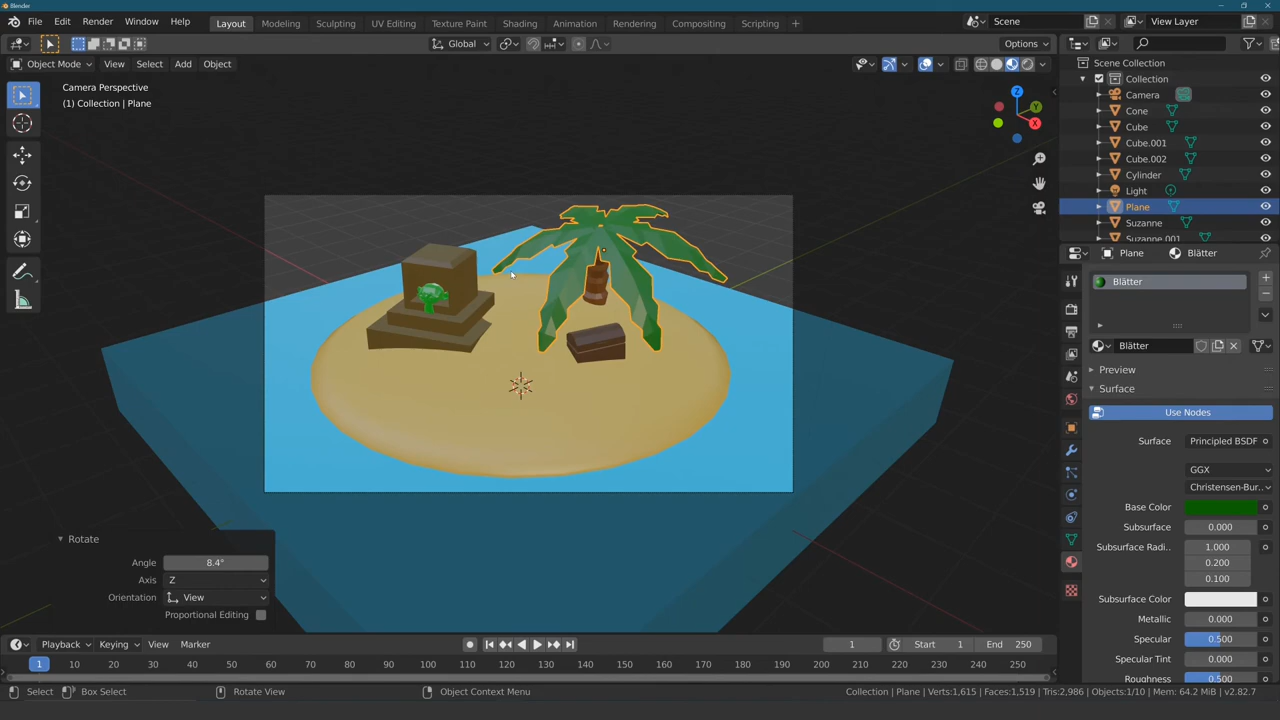 Blender
File Edit Render Window Help Layout Modeling Sculpting UV Editing Texture Paint Shading Animation Rendering Compositing Scripting + Scene View Layer
Global Options
Object Mode View Select Add Object
Camera Perspective
(1) Collection | Plane
Z
Y
X
Scene Collection
Collection
Camera
Cone
Cube
Cube.001
Cube.002
Cylinder
Light
Plane
Suzanne
Suzanne.001
Plane > Blätter
Blätter
Blätter
Preview
Surface
Use Nodes
Surface Principled BSDF
GGX
Christensen-Bur..
Base Color
Subsurface 0.000
Subsurface Radi.. 1.000
0.200
0.100
Subsurface Color
Metallic 0.000
Specular 0.500
Specular Tint 0.000
Roughness 0.500
Rotate
Angle 8.4°
Axis Z
Orientation View
Proportional Editing
Playback Keying View Marker 1 Start 1 End 250
1 10 20 30 40 50 60 70 80 90 100 110 120 130 140 150 160 170 180 190 200 210 220 230 240 250
Select Box Select Rotate View Object Context Menu Collection | Plane | Verts:1,615 | Faces:1,519 | Tris:2,986 | Objects:1/10 | Mem: 64.2 MiB | v2.82.7